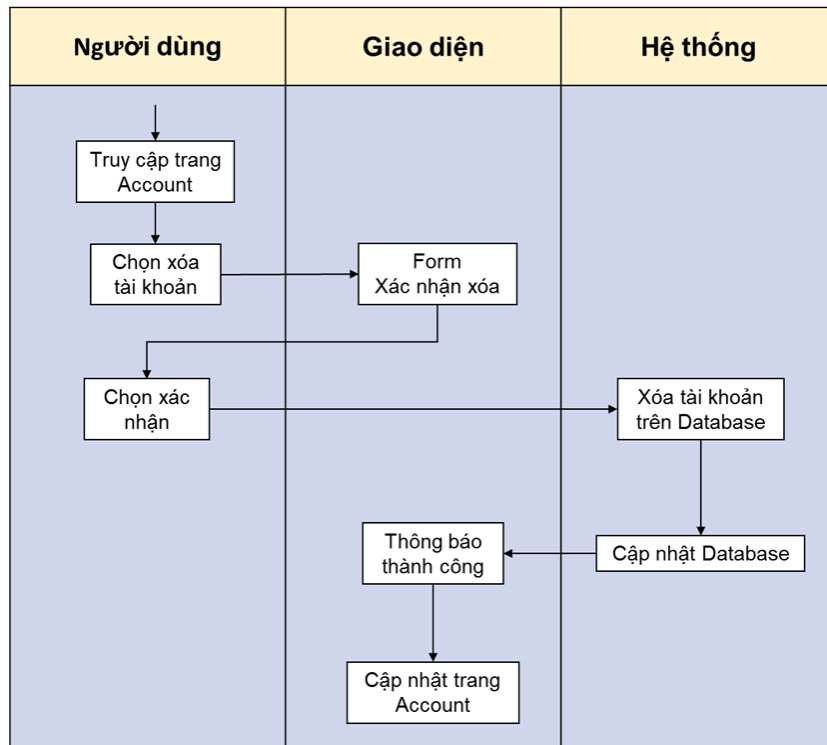 Người dùng
Giao diện
Hệ thống
Truy cập trang
Account
Chọn xóa
tài khoản
Form
Xác nhận xóa
Chọn xác
nhận
Xóa tài khoản
trên Database
Cập nhật Database
Thông báo
thành công
Cập nhật trang
Account